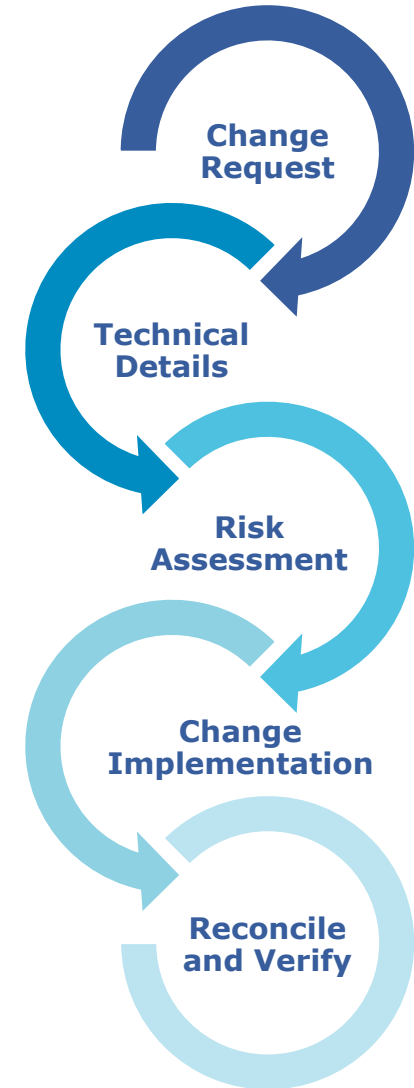 Change
Request
Technical
Details
Risk
Assessment
Change
Implementation
Reconcile
and Verify